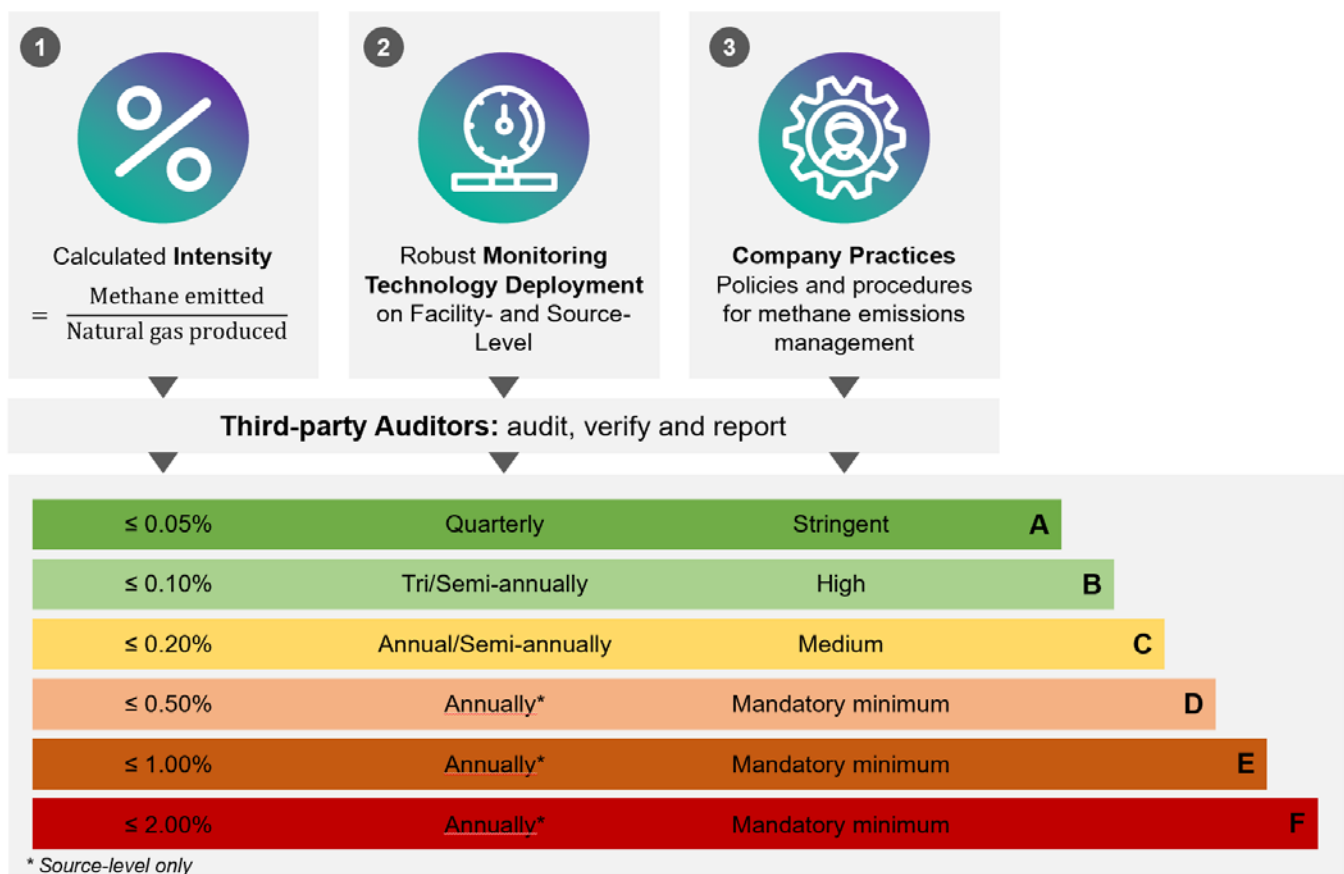 1
Calculated Intensity
= Methane emitted
Natural gas produced
2
Robust Monitoring
Technology Deployment
on Facility- and Source-
Level
3
Company Practices
Policies and procedures
for methane emissions
management
Third-party Auditors: audit, verify and report
≤ 0.05% Quarterly Stringent A
≤ 0.10% Tri/Semi-annually High B
≤ 0.20% Annual/Semi-annually Medium C
≤ 0.50% Annually* Mandatory minimum D
≤ 1.00% Annually* Mandatory minimum E
≤ 2.00% Annually* Mandatory minimum F
* Source-level only